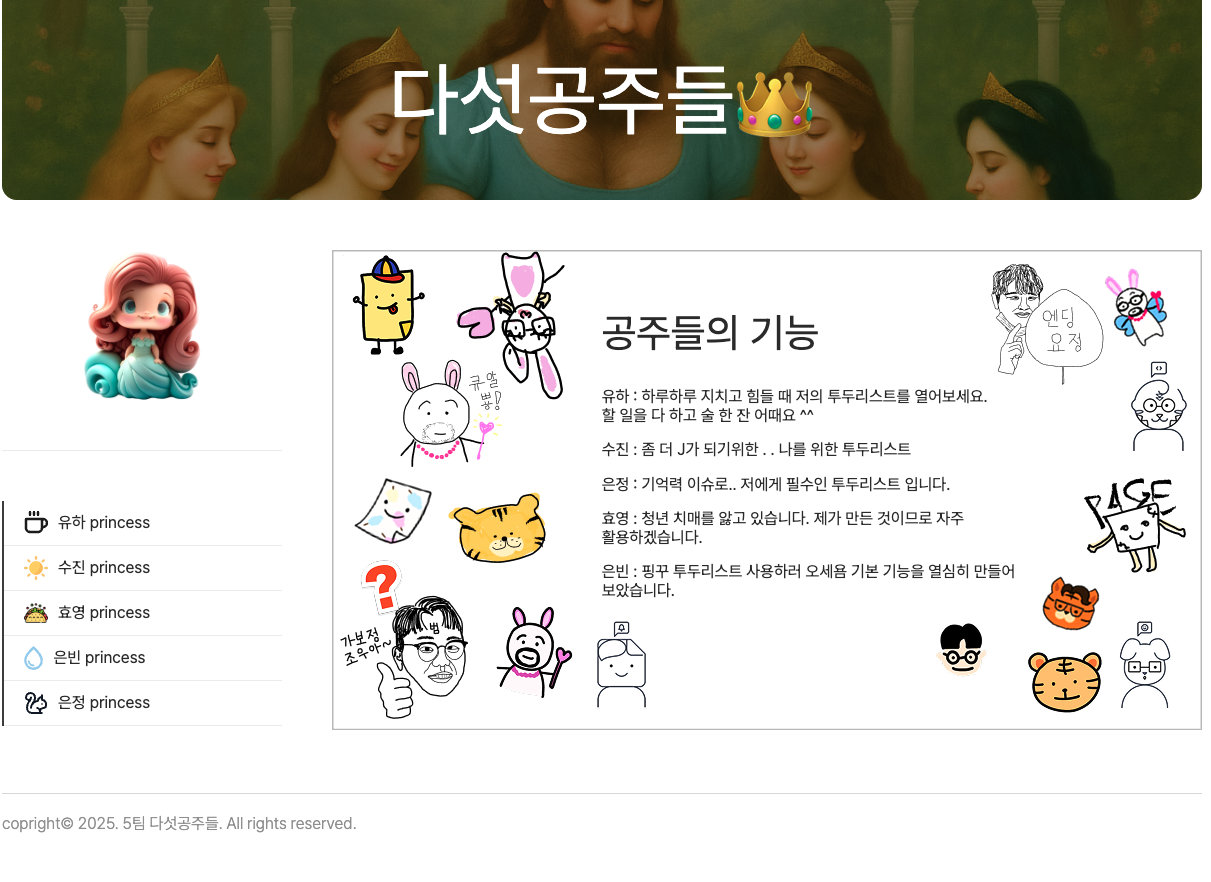 다섯공주들👑
공주들의 기능
유하 : 하루하루 지치고 힘들 때 저의 투두리스트를 열어보세요.
할 일을 다 하고 술 한 잔 어때요 ^^
수진 : 좀 더 J가 되기위한 . . 나를 위한 투두리스트
은정 : 기억력 이슈로.. 저에게 필수인 투두리스트 입니다.
효영 : 청년 치매를 앓고 있습니다. 제가 만든 것이므로 자주
활용하겠습니다.
은빈 : 핑꾸 투두리스트 사용하러 오세욤 기본 기능을 열심히 만들어
보았습니다.
엔딩
요정
큐알
뿅!
PAGE
?
범
가보정
조우아~
유하 princess
수진 princess
효영 princess
은빈 princess
은정 princess
copright© 2025. 5팀 다섯공주들. All rights reserved.